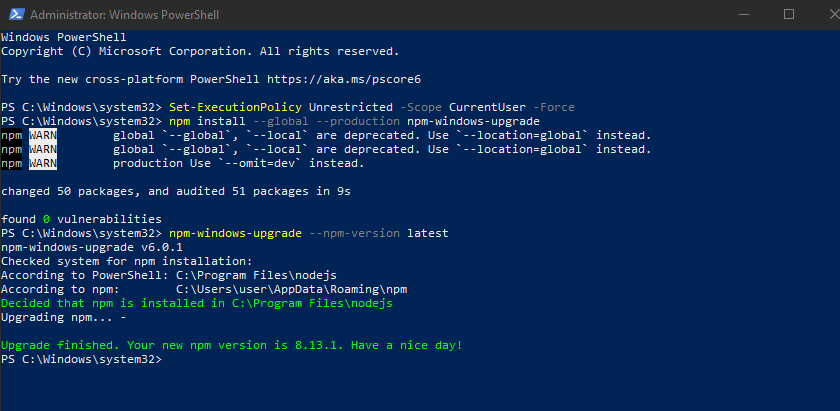 Administrator: Windows PowerShell
Windows PowerShell
Copyright (C) Microsoft Corporation. All rights reserved.
Try the new cross-platform PowerShell https://aka.ms/pscore6
PS C:\Windows\system32> Set-ExecutionPolicy Unrestricted -Scope CurrentUser -Force
PS C:\Windows\system32> npm install --global --production npm-windows-upgrade
npm WARN global `--global`, `--local` are deprecated. Use `--location=global` instead.
npm WARN global `--global`, `--local` are deprecated. Use `--location=global` instead.
npm WARN production Use `--omit=dev` instead.
changed 50 packages, and audited 51 packages in 9s
found 0 vulnerabilities
PS C:\Windows\system32> npm-windows-upgrade --npm-version latest
npm-windows-upgrade v6.0.1
Checked system for npm installation:
According to PowerShell: C:\Program Files\nodejs
According to npm: C:\Users\user\AppData\Roaming\npm
Decided that npm is installed in C:\Program Files\nodejs
Upgrading npm... -
Upgrade finished. Your new npm version is 8.13.1. Have a nice day!
PS C:\Windows\system32>